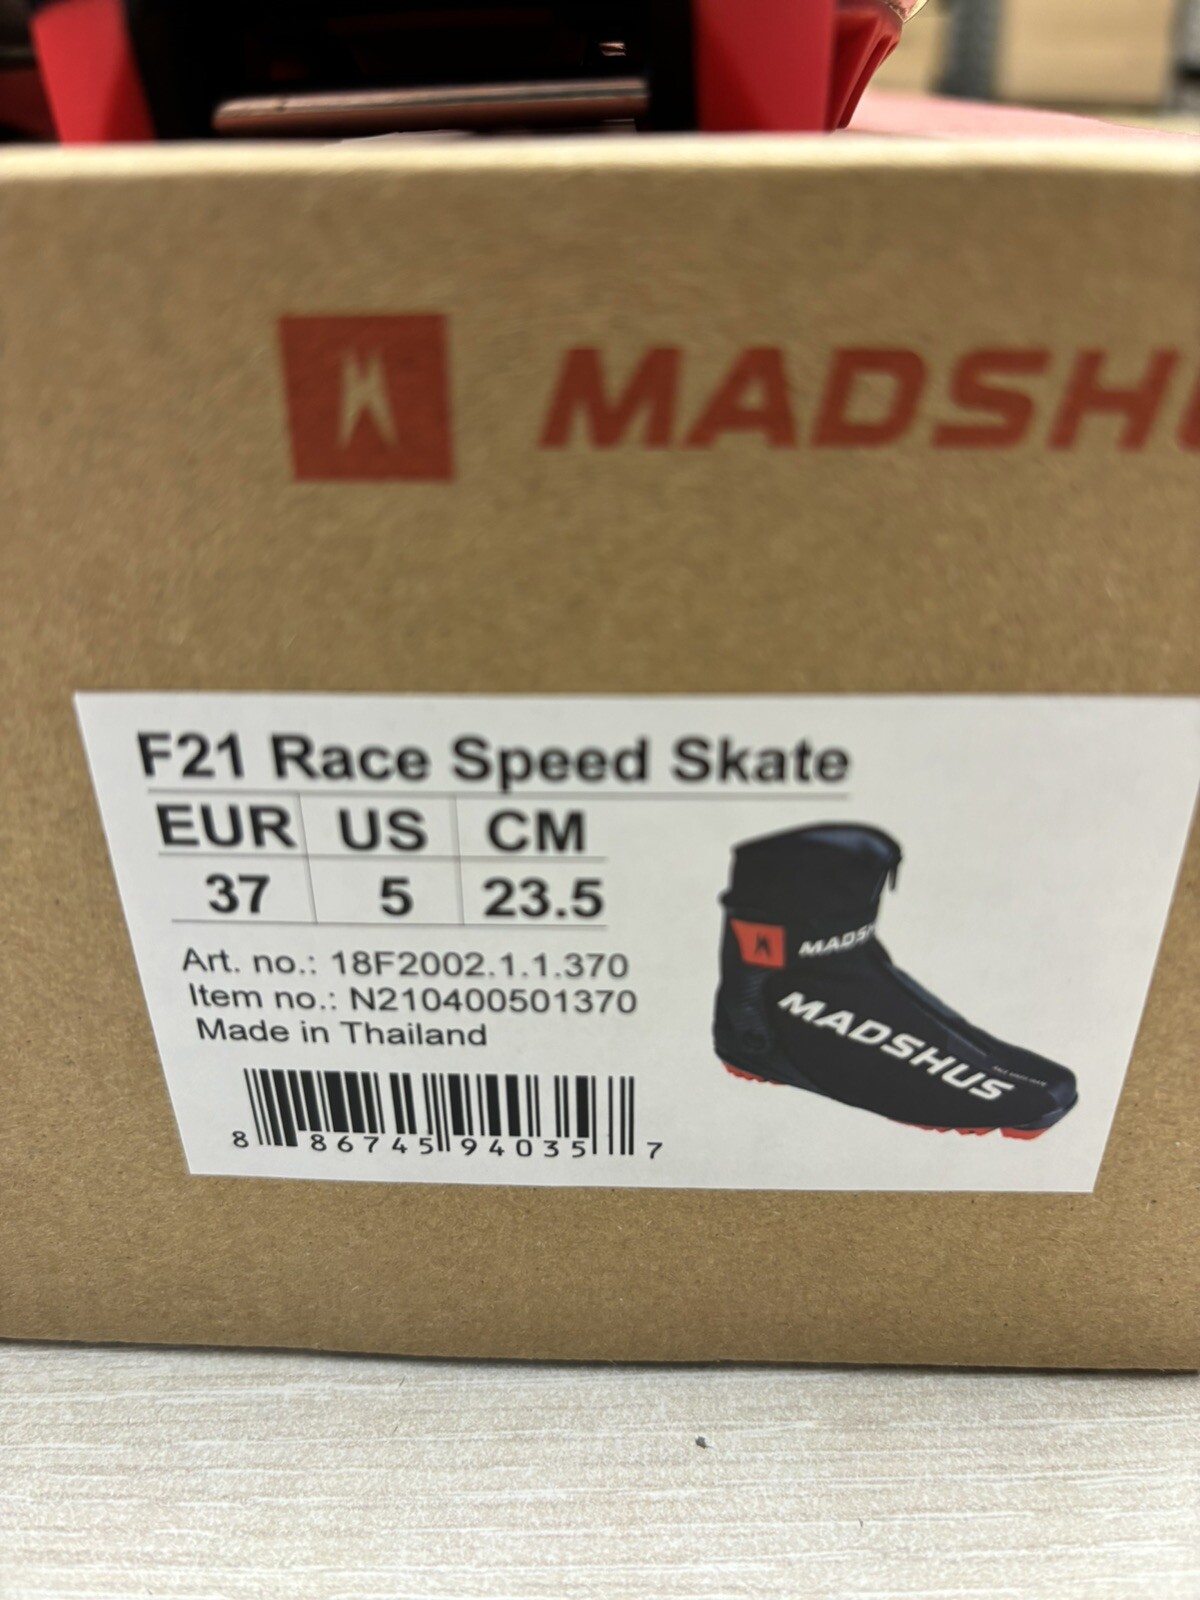 MADSHU
F21 Race Speed Skate
EUR US CM
37 5 23.5
Art. no.: 18F2002.1.1.370
Item no.: N210400501370
Made in Thailand
8 86745 94035 7
MADSH
MADSHUS